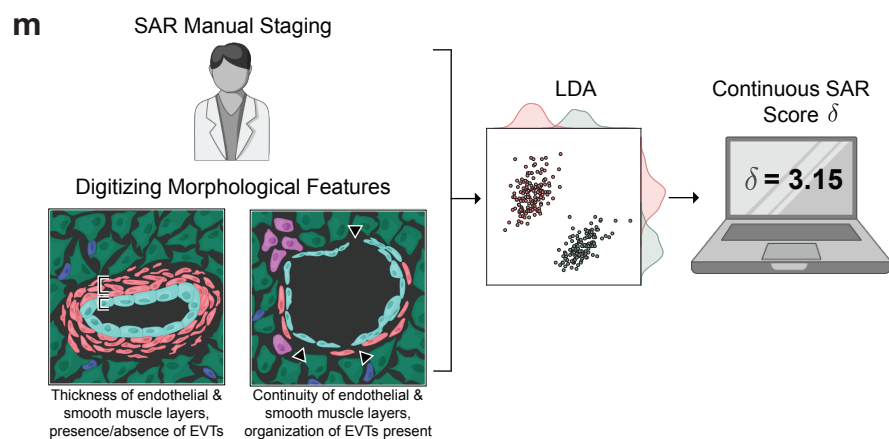 m
SAR Manual Staging
Digitizing Morphological Features
Thickness of endothelial &
smooth muscle layers,
presence/absence of EVTs
Continuity of endothelial &
smooth muscle layers,
organization of EVTs present
LDA
Continuous SAR
Score δ
δ = 3.15